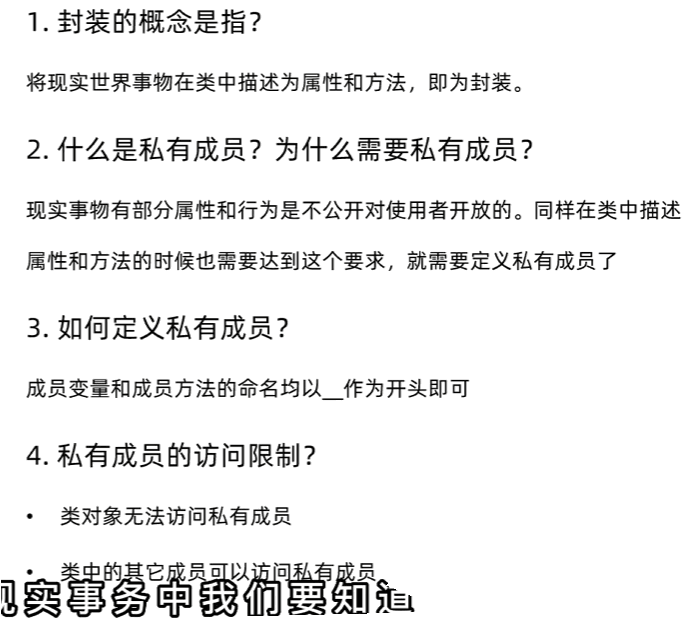 1. 封装的概念是指？
将现实世界事物在类中描述为属性和方法，即为封装。
2. 什么是私有成员？为什么需要私有成员？
现实事物有部分属性和行为是不公开对使用者开放的。同样在类中描述
属性和方法的时候也需要达到这个要求，就需要定义私有成员了
3. 如何定义私有成员？
成员变量和成员方法的命名均以__作为开头即可
4. 私有成员的访问限制？
• 类对象无法访问私有成员
• 类中的其它成员可以访问私有成员
现实事务中我们要知道